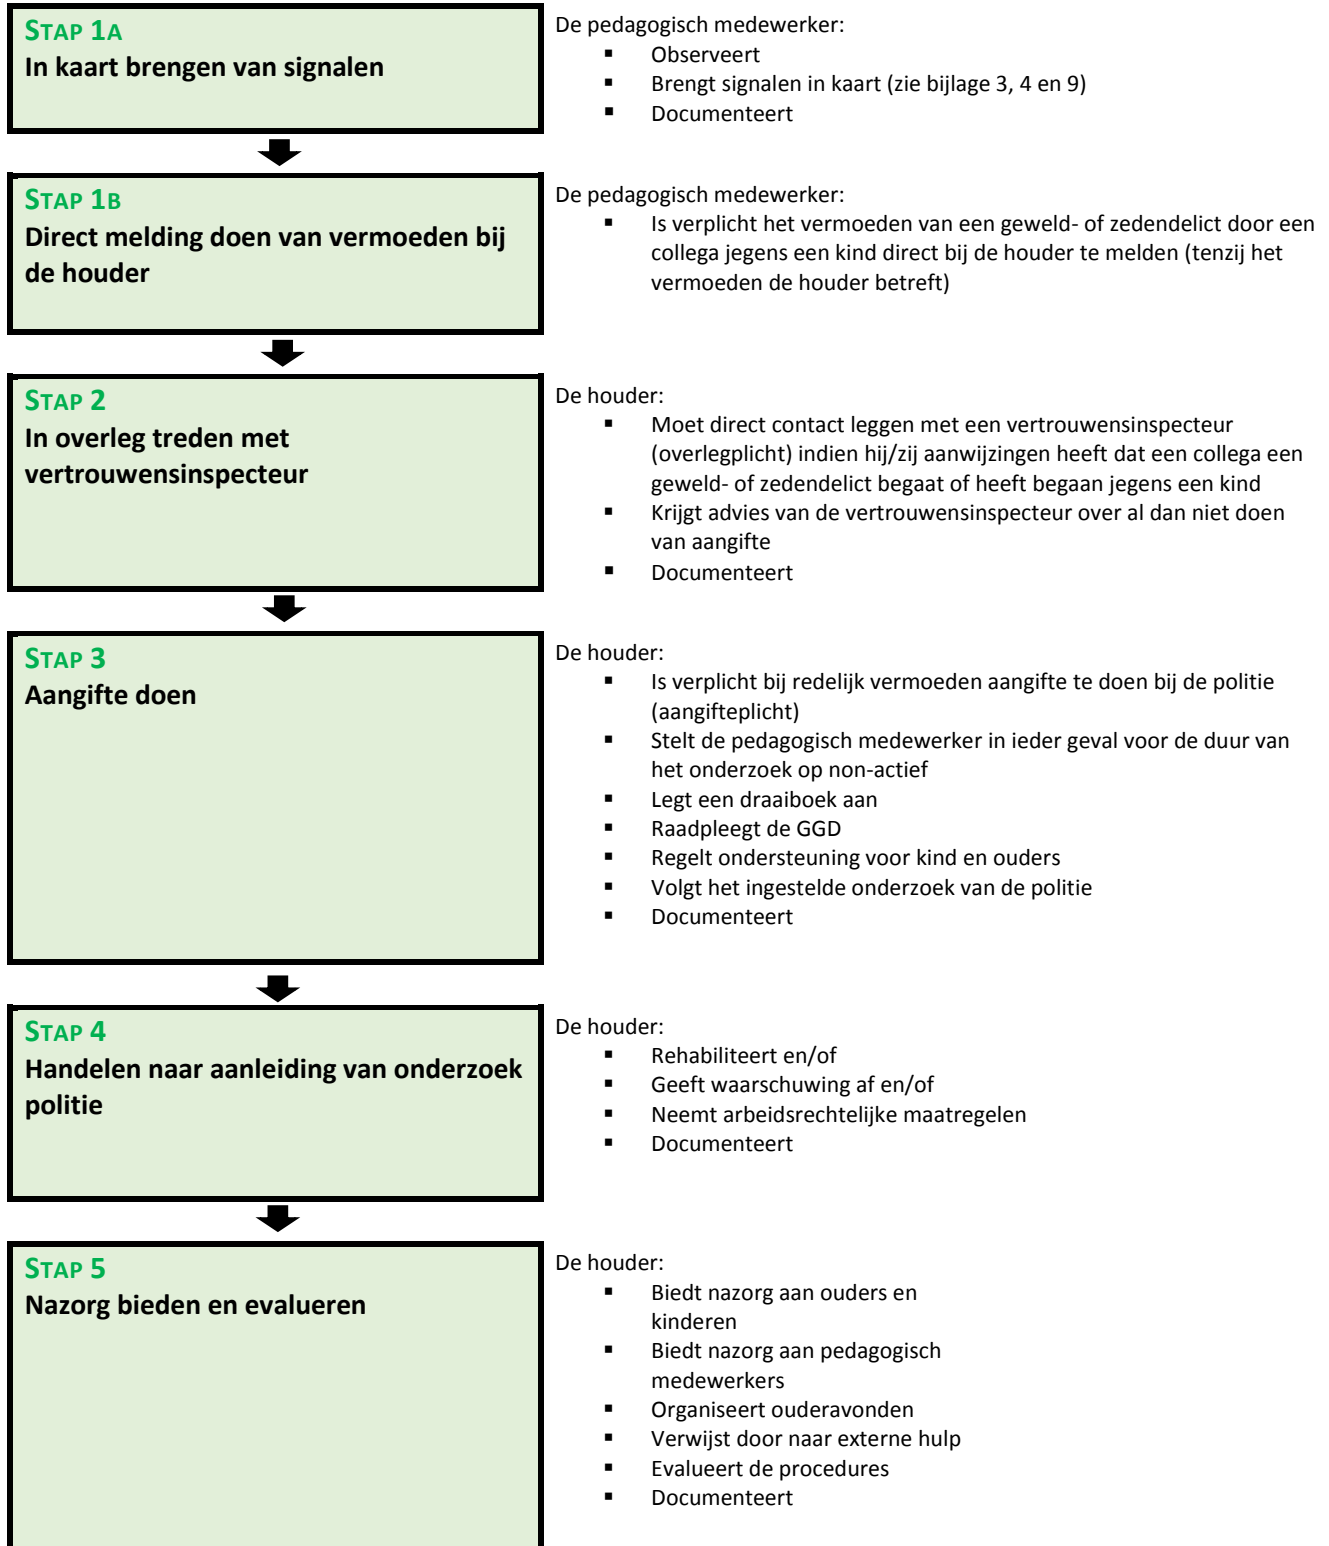 STAP 1A
In kaart brengen van signalen
De pedagogisch medewerker:
▪ Observeert
▪ Brengt signalen in kaart (zie bijlage 3, 4 en 9)
▪ Documenteert
STAP 1B
Direct melding doen van vermoeden bij
de houder
De pedagogisch medewerker:
▪ Is verplicht het vermoeden van een geweld- of zedendelict door een
collega jegens een kind direct bij de houder te melden (tenzij het
vermoeden de houder betreft)
STAP 2
In overleg treden met
vertrouwensinspecteur
De houder:
▪ Moet direct contact leggen met een vertrouwensinspecteur
(overlegplicht) indien hij/zij aanwijzingen heeft dat een collega een
geweld- of zedendelict begaat of heeft begaan jegens een kind
▪ Krijgt advies van de vertrouwensinspecteur over al dan niet doen
van aangifte
▪ Documenteert
STAP 3
Aangifte doen
De houder:
▪ Is verplicht bij redelijk vermoeden aangifte te doen bij de politie
(aangifteplicht)
▪ Stelt de pedagogisch medewerker in ieder geval voor de duur van
het onderzoek op non-actief
▪ Legt een draaiboek aan
▪ Raadpleegt de GGD
▪ Regelt ondersteuning voor kind en ouders
▪ Volgt het ingestelde onderzoek van de politie
▪ Documenteert
STAP 4
Handelen naar aanleiding van onderzoek
politie
De houder:
▪ Rehabiliteert en/of
▪ Geeft waarschuwing af en/of
▪ Neemt arbeidsrechtelijke maatregelen
▪ Documenteert
STAP 5
Nazorg bieden en evalueren
De houder:
▪ Biedt nazorg aan ouders en
kinderen
▪ Biedt nazorg aan pedagogisch
medewerkers
▪ Organiseert ouderavonden
▪ Verwijst door naar externe hulp
▪ Evalueert de procedures
▪ Documenteert